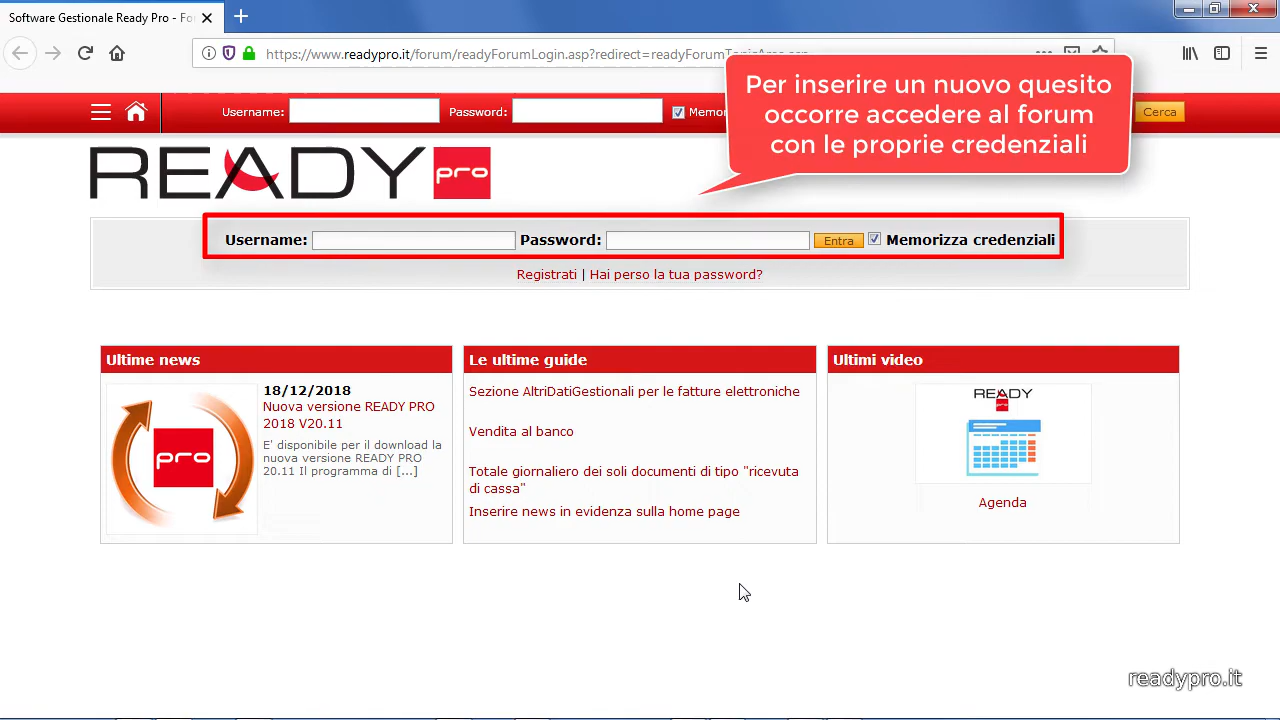 Software Gestionale Ready Pro - Fo
https://www.readypro.it/forum/readyForumLogin.asp?redirect=readyForumTopicArea.asp
Per inserire un nuovo quesito
occorre accedere al forum
con le proprie credenziali
Username: Password: Memor Cerca
READY pro
Username: Password: Entra Memorizza credenziali
Registrati | Hai perso la tua password?
Ultime news
18/12/2018
Nuova versione READY PRO
2018 V20.11
E' disponibile per il download la
nuova versione READY PRO
20.11 Il programma di [...]
pro
Le ultime guide
Sezione AltriDatiGestionali per le fatture elettroniche
Vendita al banco
Totale giornaliero dei soli documenti di tipo "ricevuta
di cassa"
Inserire news in evidenza sulla home page
Ultimi video
READY
Agenda
readypro.it